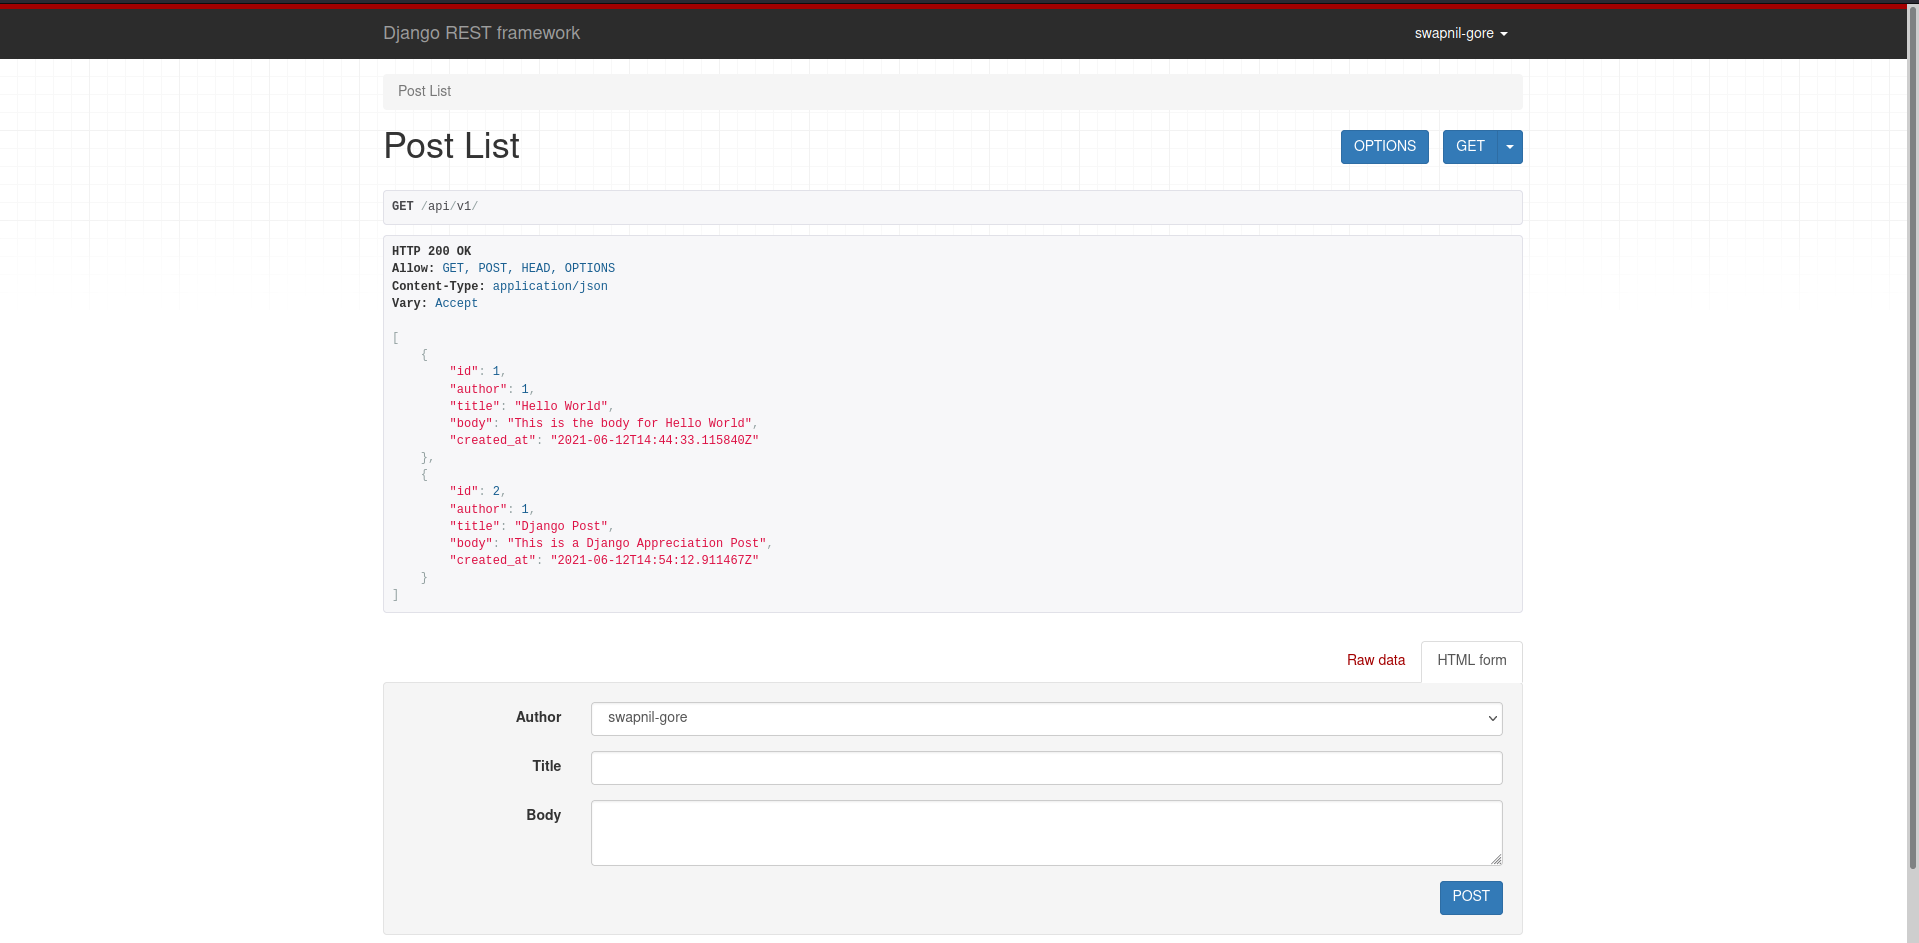 Django REST framework
swapnil-gore
Post List
Post List
OPTIONS
GET
GET /api/v1/
HTTP 200 OK
Allow: GET, POST, HEAD, OPTIONS
Content-Type: application/json
Vary: Accept
[
    {
        "id": 1,
        "author": 1,
        "title": "Hello World",
        "body": "This is the body for Hello World",
        "created_at": "2021-06-12T14:44:33.115840Z"
    },
    {
        "id": 2,
        "author": 1,
        "title": "Django Post",
        "body": "This is a Django Appreciation Post",
        "created_at": "2021-06-12T14:54:12.911467Z"
    }
]
Raw data
HTML form
Author
swapnil-gore
Title
Body
POST